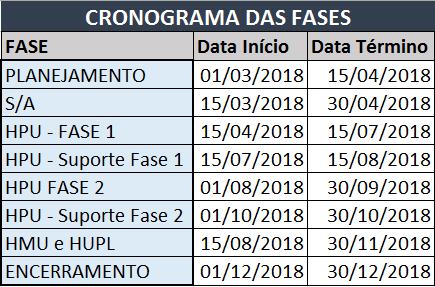 CRONOGRAMA DAS FASES
FASE Data Início Data Término
PLANEJAMENTO 01/03/2018 15/04/2018
S/A 15/03/2018 30/04/2018
HPU - FASE 1 15/04/2018 15/07/2018
HPU - Suporte Fase 1 15/07/2018 15/08/2018
HPU FASE 2 01/08/2018 30/09/2018
HPU - Suporte Fase 2 01/10/2018 30/10/2018
HMU e HUPL 15/08/2018 30/11/2018
ENCERRAMENTO 01/12/2018 30/12/2018